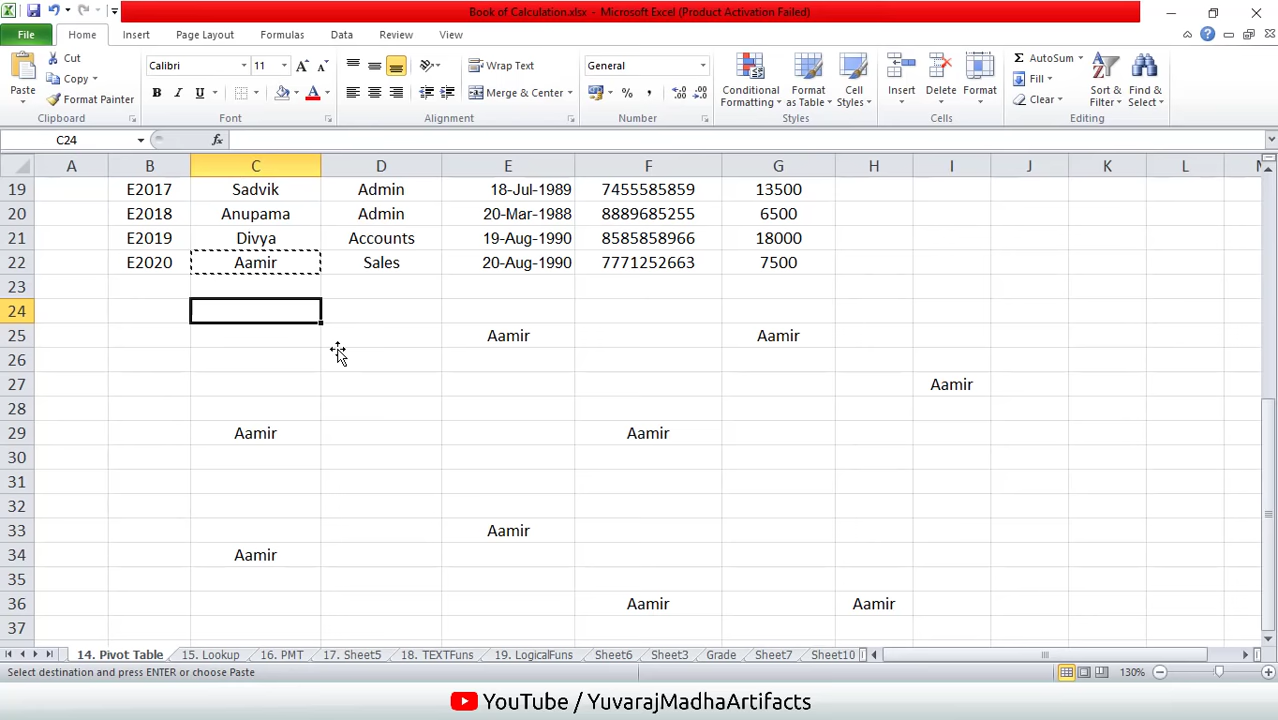 Book of Calculation.xlsx - Microsoft Excel (Product Activation Failed)
File Home Insert Page Layout Formulas Data Review View
Paste
Cut
Copy
Format Painter
Clipboard
Calibri 11
B I U
Font
Wrap Text
Merge & Center
Alignment
General
Number
Conditional Formatting
Format as Table
Cell Styles
Styles
Insert Delete Format
Cells
AutoSum
Fill
Clear
Sort & Filter
Find & Select
Editing
C24 fx
A B C D E F G H I J K L
19 E2017 Sadvik Admin 18-Jul-1989 7455585859 13500
20 E2018 Anupama Admin 20-Mar-1988 8889685255 6500
21 E2019 Divya Accounts 19-Aug-1990 8585858966 18000
22 E2020 Aamir Sales 20-Aug-1990 7771252663 7500
23
24
25 Aamir Aamir
26
27 Aamir
28
29 Aamir Aamir
30
31
32
33 Aamir
34 Aamir
35
36 Aamir Aamir
37
14. Pivot Table 15. Lookup 16. PMT 17. Sheet5 18. TEXTFuns 19. LogicalFuns Sheet6 Sheet3 Grade Sheet7 Sheet10
Select destination and press ENTER or choose Paste 130%
YouTube / YuvarajMadhaArtifacts